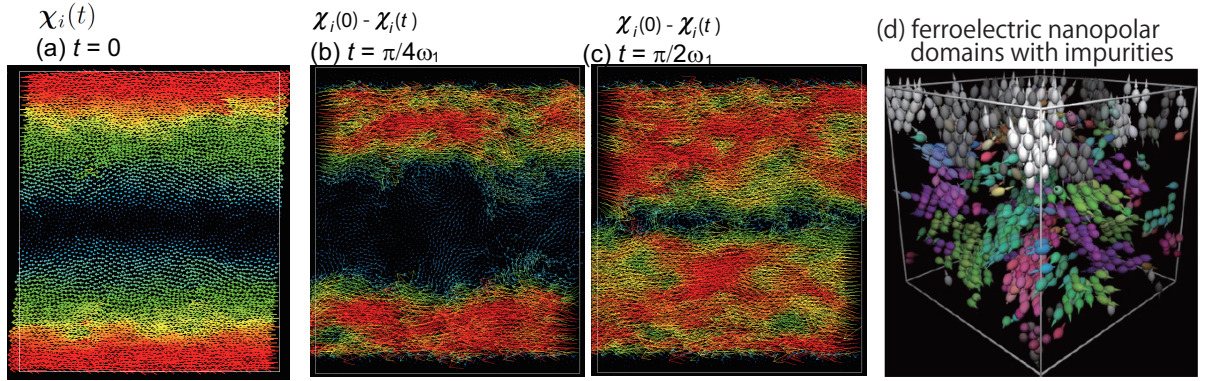 χᵢ(t)
(a) t = 0
χᵢ(0) - χᵢ(t)
(b) t = π/4ω₁
χᵢ(0) - χᵢ(t)
(c) t = π/2ω₁
(d) ferroelectric nanopolar
domains with impurities